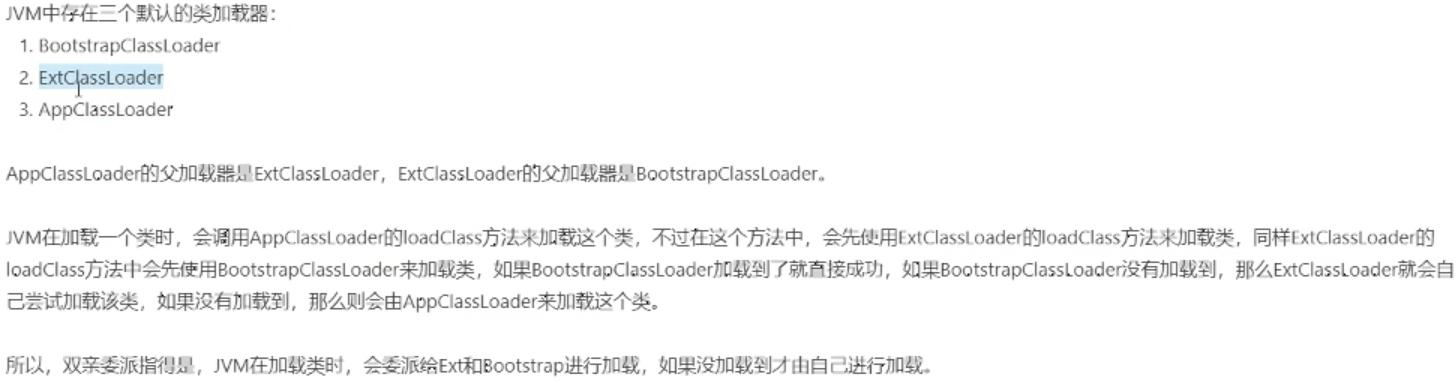 JVM中存在三个默认的类加载器：
1. BootstrapClassLoader
2. ExtClassLoader
3. AppClassLoader
AppClassLoader的父加载器是ExtClassLoader，ExtClassLoader的父加载器是BootstrapClassLoader。
JVM在加载一个类时，会调用AppClassLoader的loadClass方法来加载这个类，不过在这个方法中，会先使用ExtClassLoader的loadClass方法来加载类，同样ExtClassLoader的
loadClass方法中会先使用BootstrapClassLoader来加载类，如果BootstrapClassLoader加载到了就直接成功，如果BootstrapClassLoader没有加载到，那么ExtClassLoader就会自
己尝试加载该类，如果没有加载到，那么则会由AppClassLoader来加载这个类。
所以，双亲委派指得是，JVM在加载类时，会委派给Ext和Bootstrap进行加载，如果没加载到才由自己进行加载。